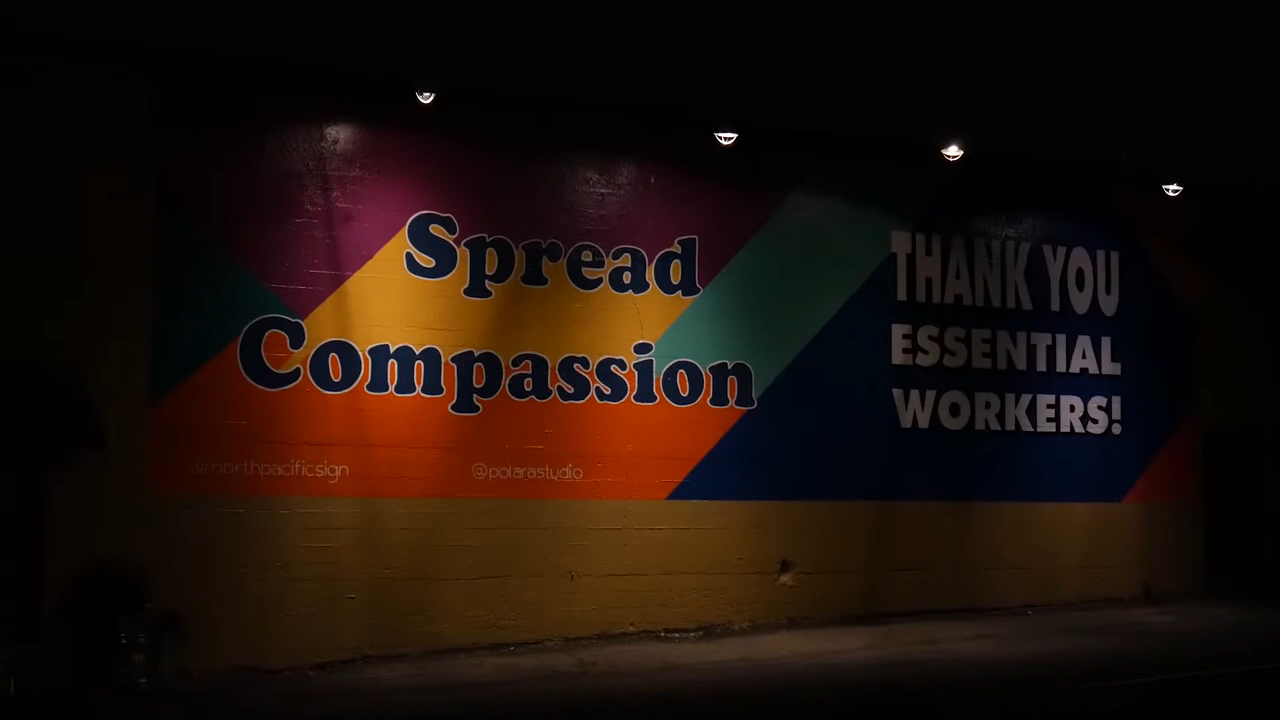 Spread
Compassion
THANK YOU
ESSENTIAL
WORKERS!
@northpacificsign
@polarastudio